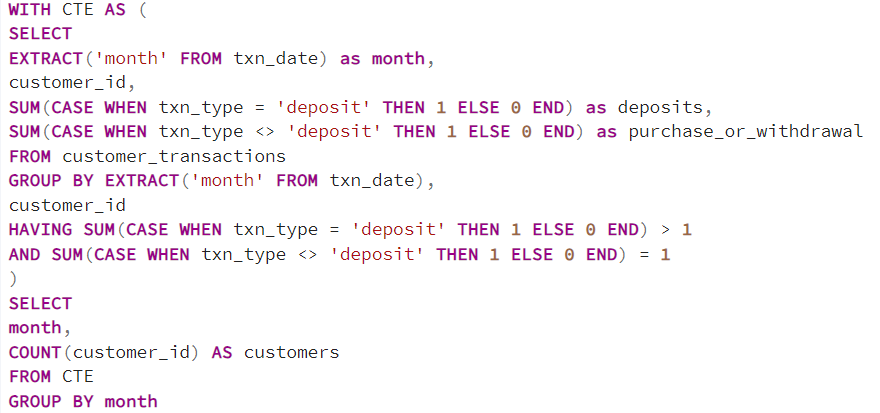 WITH CTE AS (
SELECT
EXTRACT('month' FROM txn_date) as month,
customer_id,
SUM(CASE WHEN txn_type = 'deposit' THEN 1 ELSE 0 END) as deposits,
SUM(CASE WHEN txn_type <> 'deposit' THEN 1 ELSE 0 END) as purchase_or_withdrawal
FROM customer_transactions
GROUP BY EXTRACT('month' FROM txn_date),
customer_id
HAVING SUM(CASE WHEN txn_type = 'deposit' THEN 1 ELSE 0 END) > 1
AND SUM(CASE WHEN txn_type <> 'deposit' THEN 1 ELSE 0 END) = 1
)
SELECT
month,
COUNT(customer_id) AS customers
FROM CTE
GROUP BY month